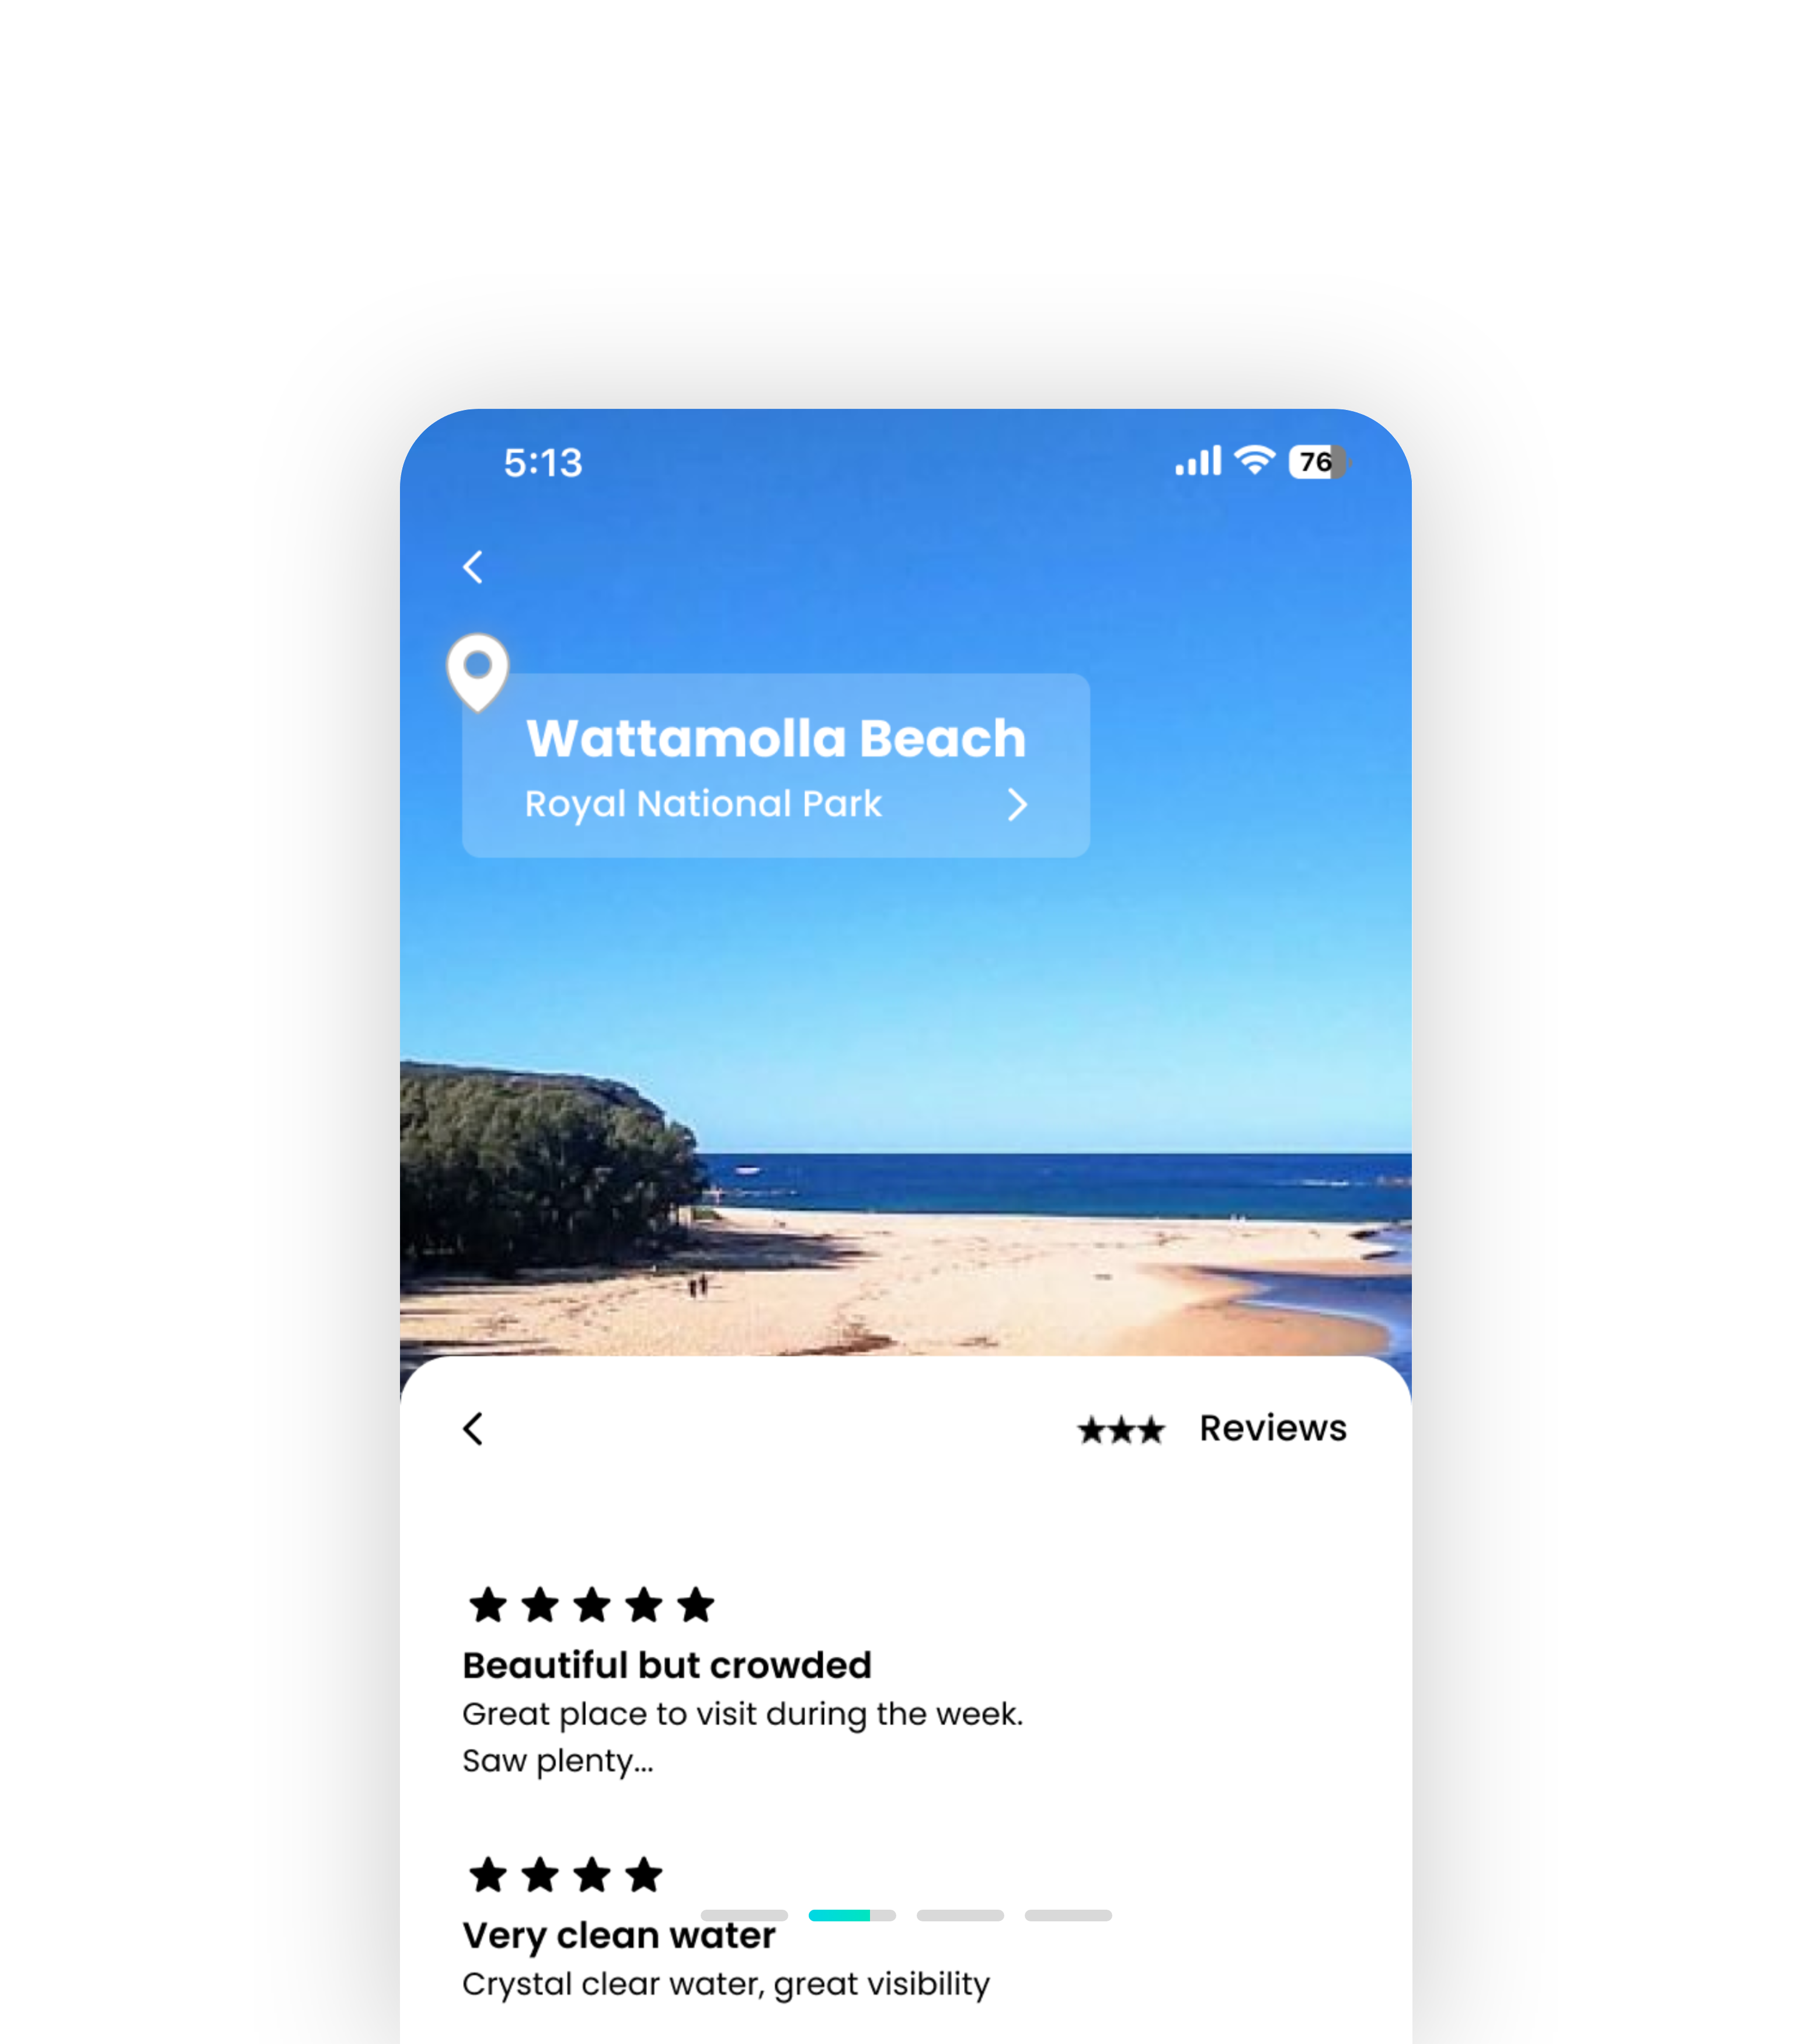 5:13
76
Wattamolla Beach
Royal National Park
Reviews
Beautiful but crowded
Great place to visit during the week.
Saw plenty...
Very clean water
Crystal clear water, great visibility